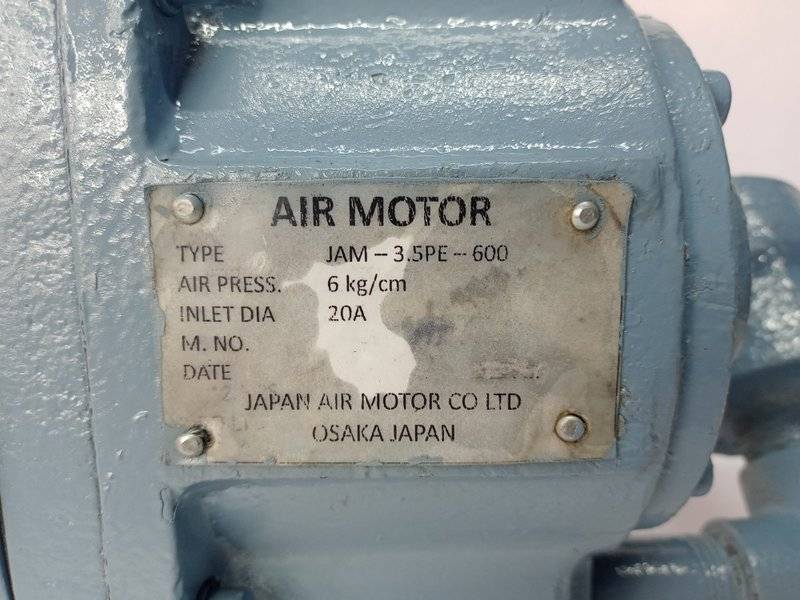 AIR MOTOR
TYPE JAM - 3.5PE - 600
AIR PRESS. 6 kg/cm
INLET DIA 20A
M. NO.
DATE
JAPAN AIR MOTOR CO LTD
OSAKA JAPAN